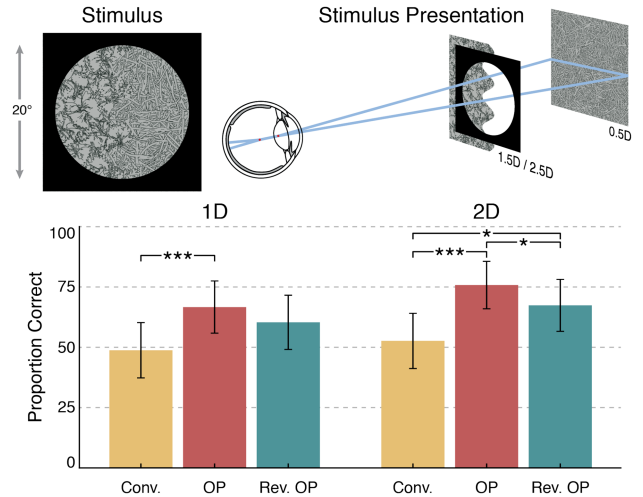 Stimulus
Stimulus Presentation
20°
0.5D
1.5D / 2.5D
1D
2D
Proportion Correct
100
75
50
25
0
***
*
***
*
Conv.
OP
Rev. OP
Conv.
OP
Rev. OP